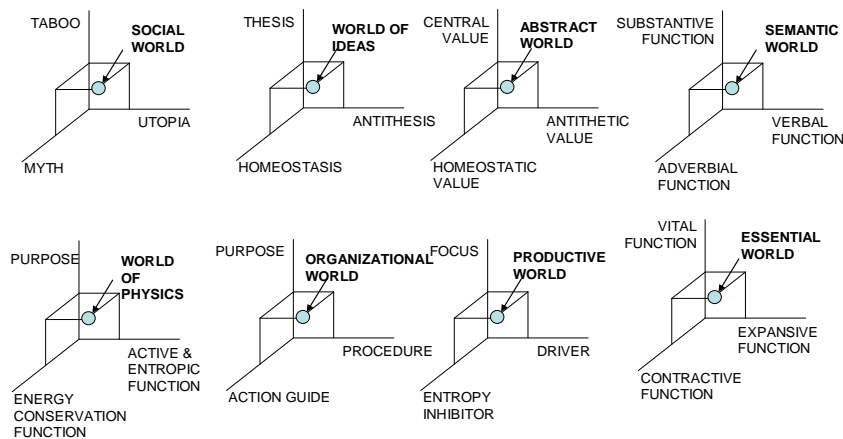 TABOO
SOCIAL
WORLD
UTOPIA
MYTH
THESIS
WORLD OF
IDEAS
ANTITHESIS
HOMEOSTASIS
CENTRAL
VALUE
ABSTRACT
WORLD
ANTITHETIC
VALUE
HOMEOSTATIC
VALUE
SUBSTANTIVE
FUNCTION
SEMANTIC
WORLD
VERBAL
FUNCTION
ADVERBIAL
FUNCTION
PURPOSE
WORLD
OF
PHYSICS
ACTIVE &
ENTROPIC
FUNCTION
ENERGY
CONSERVATION
FUNCTION
PURPOSE
ORGANIZATIONAL
WORLD
PROCEDURE
ACTION GUIDE
FOCUS
PRODUCTIVE
WORLD
DRIVER
ENTROPY
INHIBITOR
VITAL
FUNCTION
ESSENTIAL
WORLD
EXPANSIVE
FUNCTION
CONTRACTIVE
FUNCTION